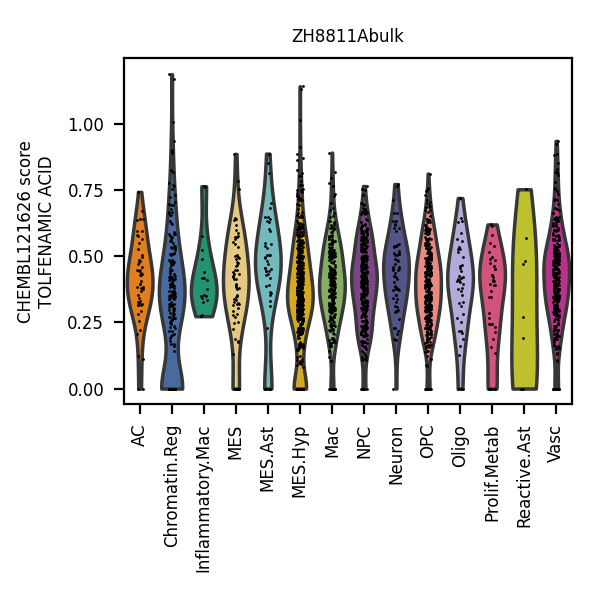 ZH8811Abulk
CHEMBL121626 score
TOLFENAMIC ACID
1.00
0.75
0.50
0.25
0.00
AC
Chromatin.Reg
Inflammatory.Mac
MES
MES.Ast
MES.Hyp
Mac
NPC
Neuron
OPC
Oligo
Prolif.Metab
Reactive.Ast
Vasc